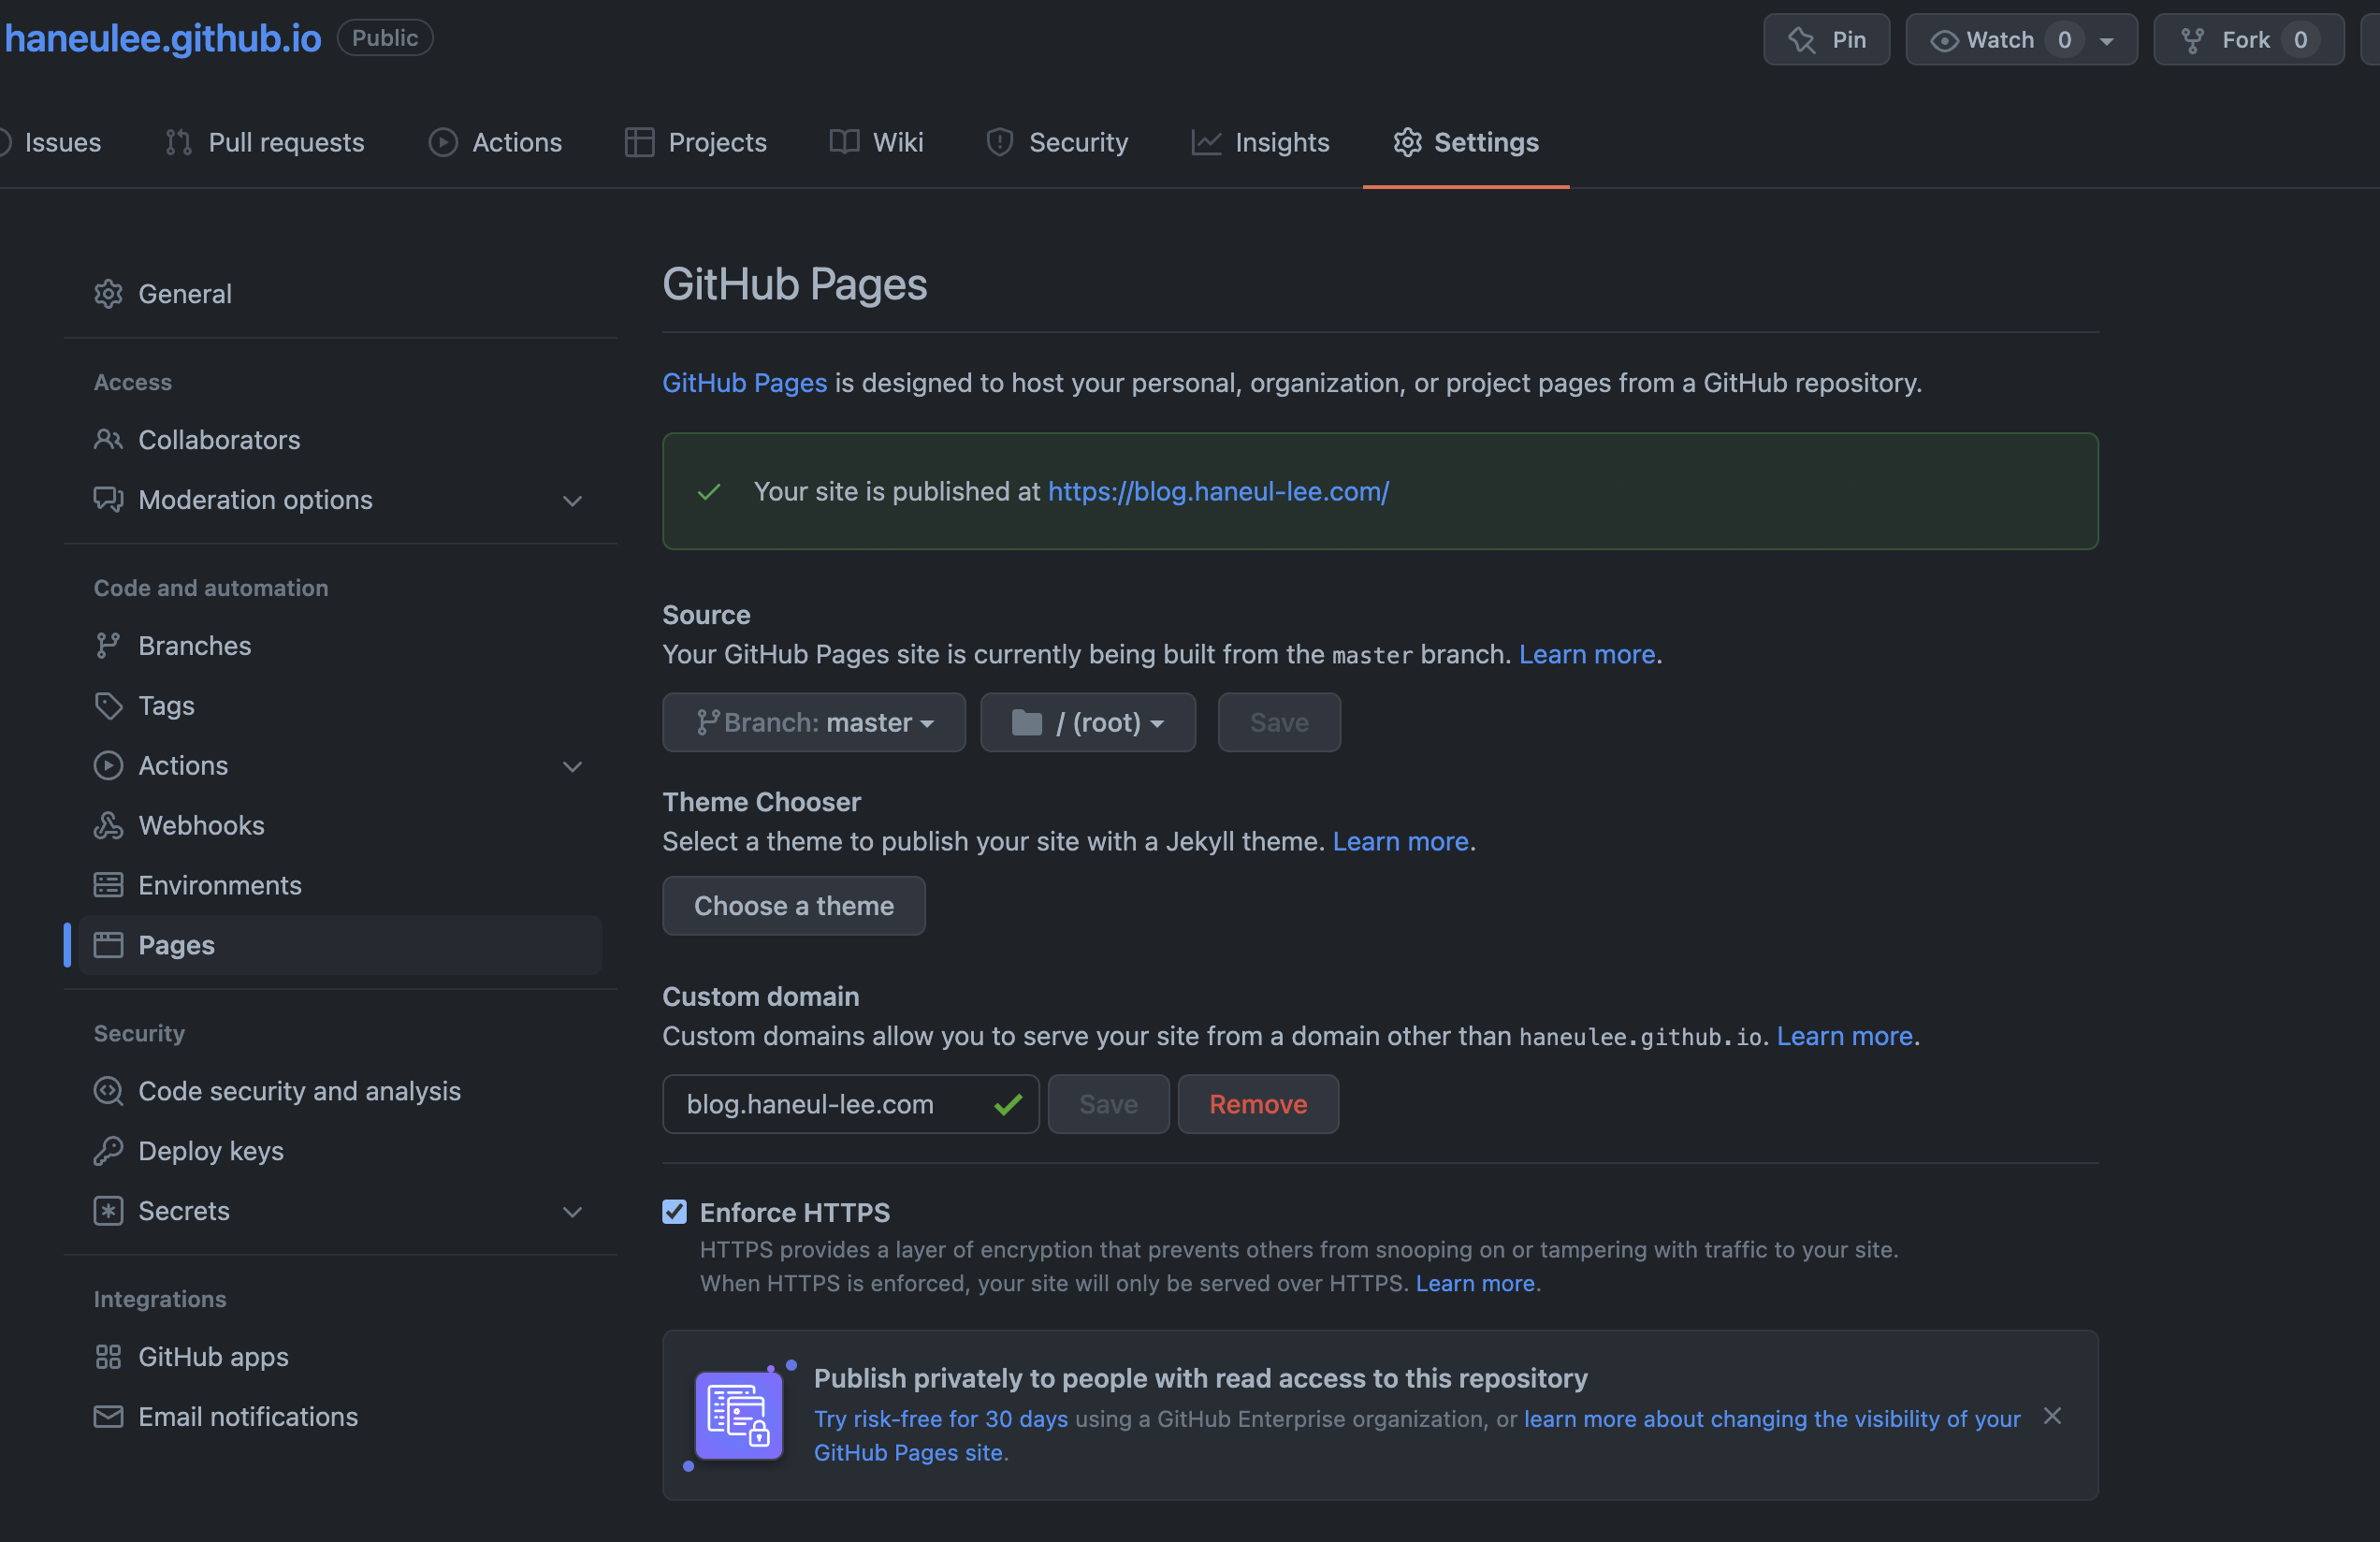 haneulee.github.io Public
Pin Watch 0 Fork 0
Issues Pull requests Actions Projects Wiki Security Insights Settings
General
Access
Collaborators
Moderation options
Code and automation
Branches
Tags
Actions
Webhooks
Environments
Pages
Security
Code security and analysis
Deploy keys
Secrets
Integrations
GitHub apps
Email notifications
GitHub Pages
GitHub Pages is designed to host your personal, organization, or project pages from a GitHub repository.
Your site is published at https://blog.haneul-lee.com/
Source
Your GitHub Pages site is currently being built from the master branch. Learn more.
Branch: master / (root) Save
Theme Chooser
Select a theme to publish your site with a Jekyll theme. Learn more.
Choose a theme
Custom domain
Custom domains allow you to serve your site from a domain other than haneulee.github.io. Learn more.
blog.haneul-lee.com Save Remove
Enforce HTTPS
HTTPS provides a layer of encryption that prevents others from snooping on or tampering with traffic to your site.
When HTTPS is enforced, your site will only be served over HTTPS. Learn more.
Publish privately to people with read access to this repository
Try risk-free for 30 days using a GitHub Enterprise organization, or learn more about changing the visibility of your
GitHub Pages site.